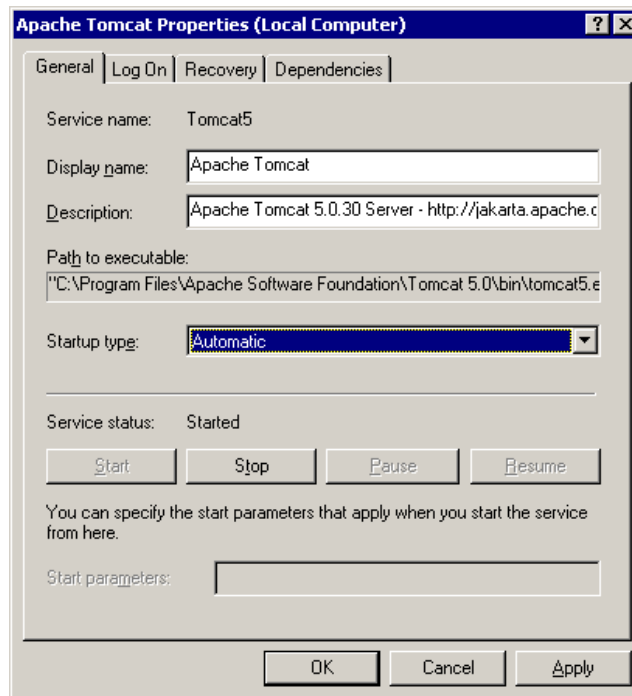 Apache Tomcat Properties (Local Computer)
General Log On Recovery Dependencies
Service name: Tomcat5
Display name: Apache Tomcat
Description: Apache Tomcat 5.0.30 Server - http://jakarta.apache.o
Path to executable:
"C:\Program Files\Apache Software Foundation\Tomcat 5.0\bin\tomcat5.e
Startup type: Automatic
Service status: Started
Start Stop Pause Resume
You can specify the start parameters that apply when you start the service
from here.
Start parameters:
OK Cancel Apply